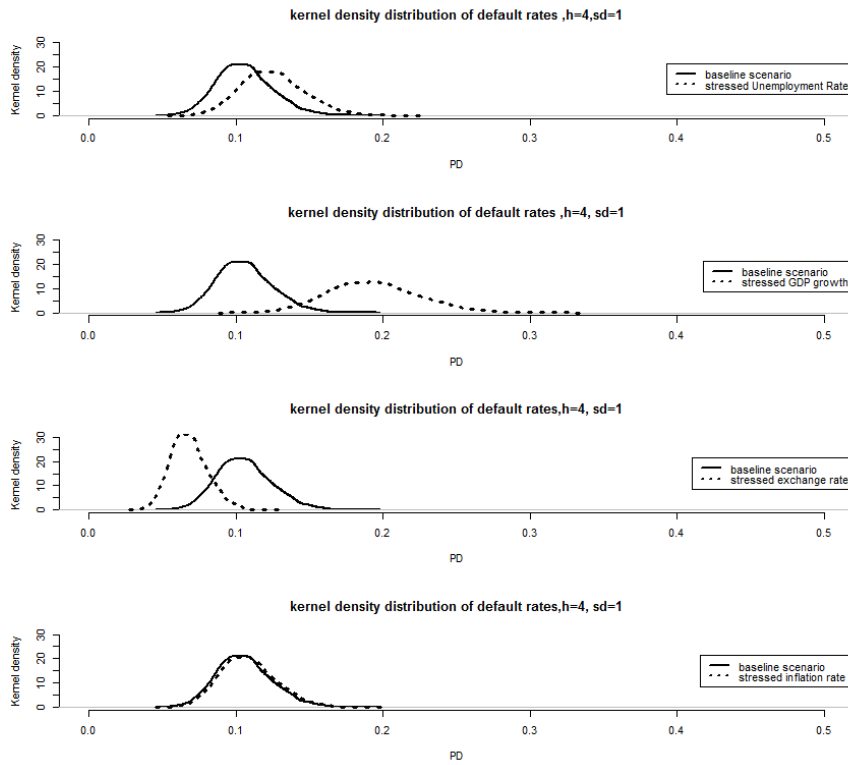 kernel density distribution of default rates ,h=4,sd=1
Kernel density
0 10 20 30
baseline scenario
stressed Unemployment Rate
0.0 0.1 0.2 0.3 0.4 0.5
PD
kernel density distribution of default rates ,h=4, sd=1
Kernel density
0 10 20 30
baseline scenario
stressed GDP growth
0.0 0.1 0.2 0.3 0.4 0.5
PD
kernel density distribution of default rates,h=4, sd=1
Kernel density
0 10 20 30
baseline scenario
stressed exchange rate
0.0 0.1 0.2 0.3 0.4 0.5
PD
kernel density distribution of default rates,h=4, sd=1
Kernel density
0 10 20 30
baseline scenario
stressed inflation rate
0.0 0.1 0.2 0.3 0.4 0.5
PD